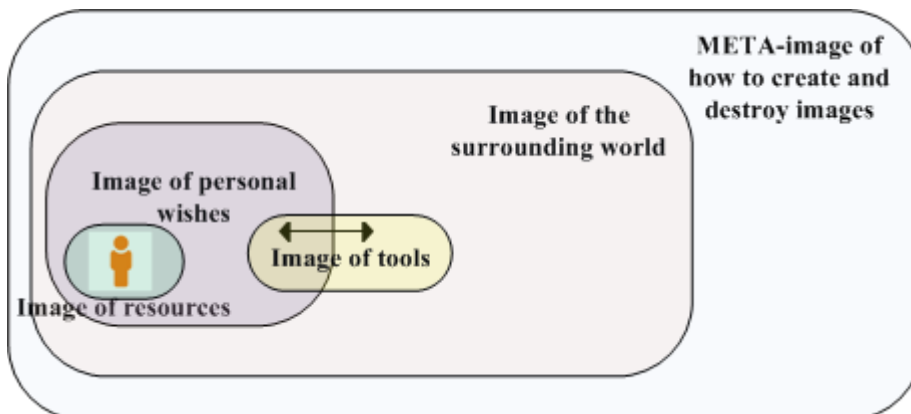 META-image of
how to create and
destroy images
Image of the
surrounding world
Image of personal
wishes
Image of tools
Image of resources